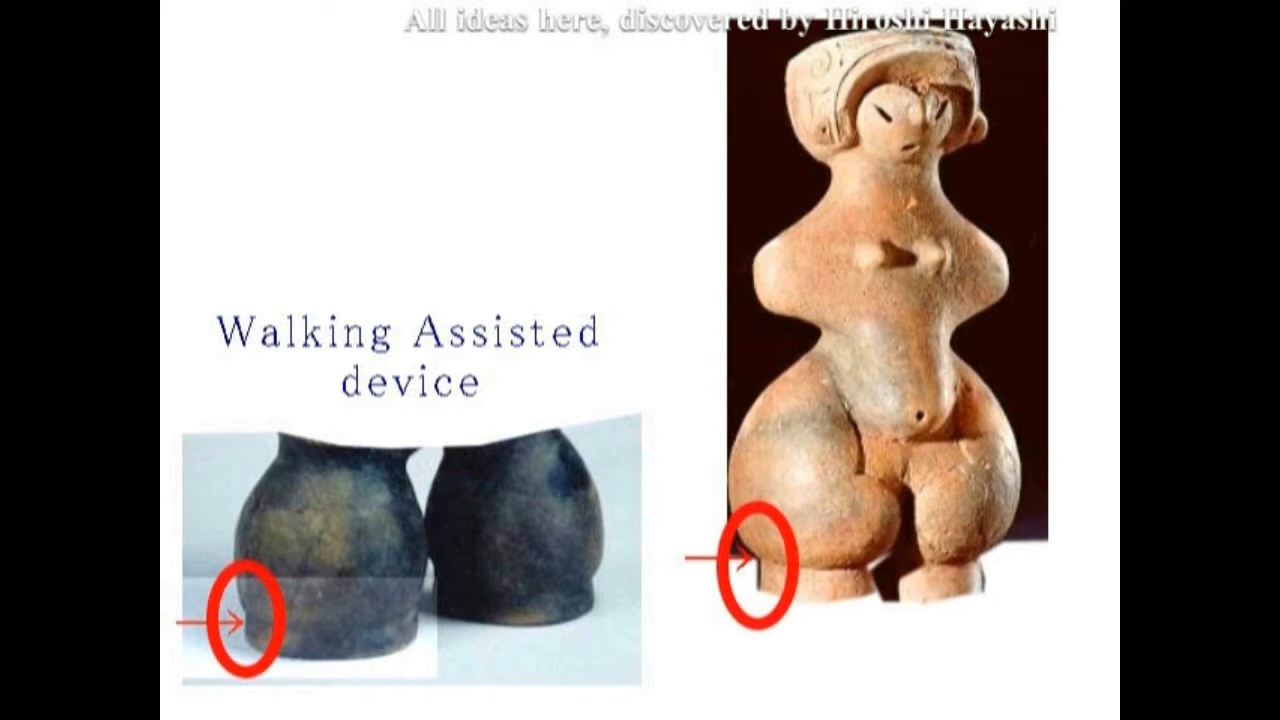 All ideas here, discovered by Hiroshi Hayashi
Walking Assisted
device